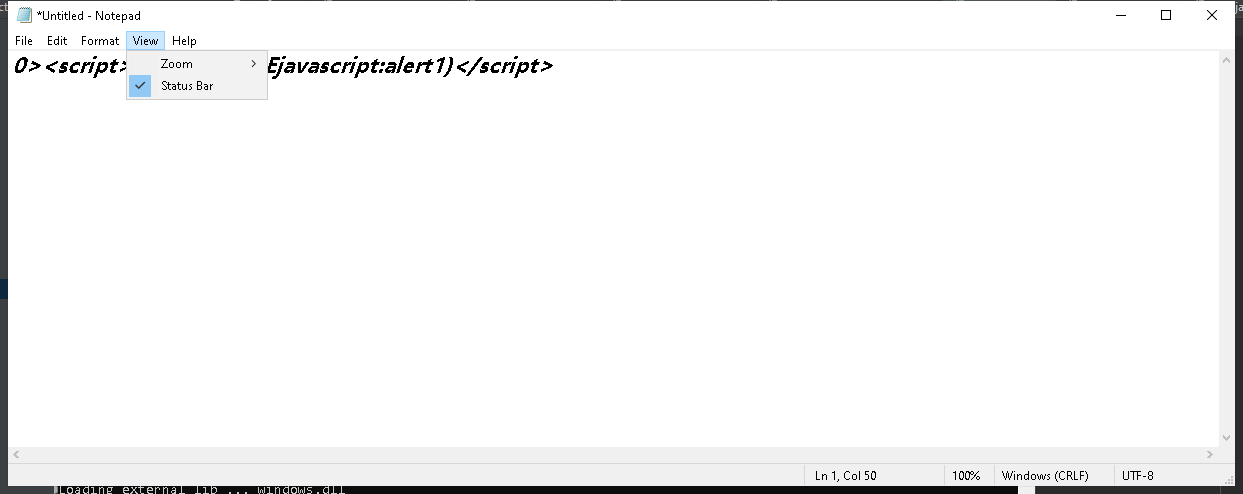 *Untitled - Notepad
File Edit Format View Help
0><script> Ejavascript:alert1)</script>
Zoom
Status Bar
Ln 1, Col 50 100% Windows (CRLF) UTF-8
Loading external lib ... windows.dll